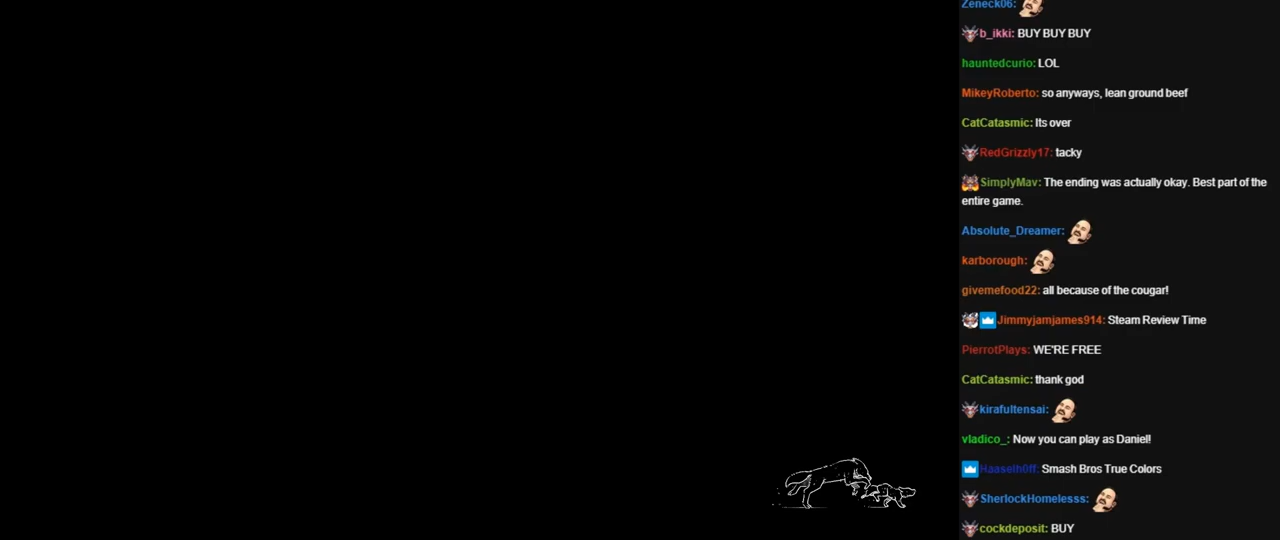 Zeneck06:
b_ikki: BUY BUY BUY
hauntedcurio: LOL
MikeyRoberto: so anyways, lean ground beef
CatCatasmic: Its over
RedGrizzly17: tacky
SimplyMav: The ending was actually okay. Best part of the
entire game.
Absolute_Dreamer:
karborough:
givemefood22: all because of the cougar!
Jimmyjamjames914: Steam Review Time
PierrotPlays: WE'RE FREE
CatCatasmic: thank god
kirafultensai:
vladico_: Now you can play as Daniel!
Haaselh0ff: Smash Bros True Colors
SherlockHomelesss:
cockdeposit: BUY